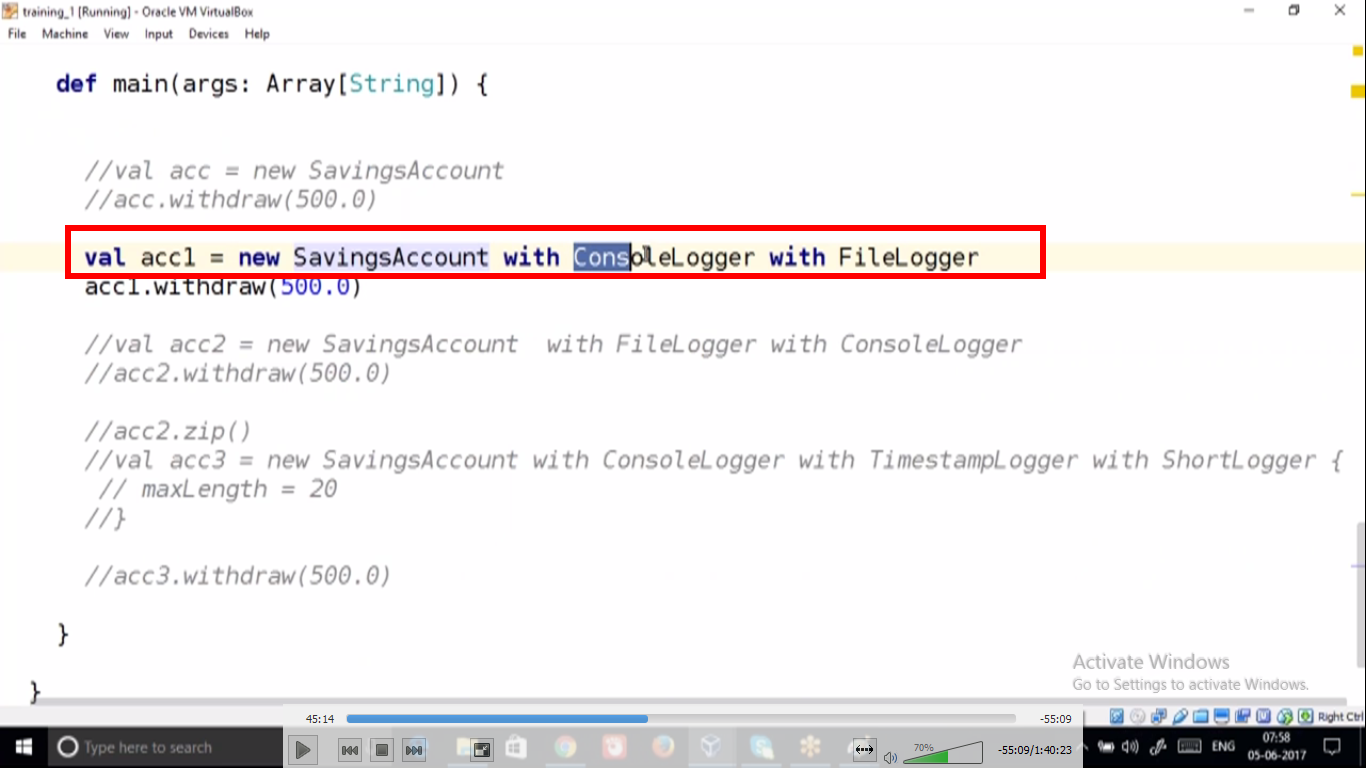 training_1 [Running] - Oracle VM VirtualBox
File Machine View Input Devices Help
def main(args: Array[String]) {
//val acc = new SavingsAccount
//acc.withdraw(500.0)
val acc1 = new SavingsAccount with ConsoleLogger with FileLogger
acc1.withdraw(500.0)
//val acc2 = new SavingsAccount  with FileLogger with ConsoleLogger
//acc2.withdraw(500.0)
//acc2.zip()
//val acc3 = new SavingsAccount with ConsoleLogger with TimestampLogger with ShortLogger {
// maxLength = 20
//}
//acc3.withdraw(500.0)
}
}
Activate Windows
Go to Settings to activate Windows.
45:14
-55:09
Right Ctrl
Type here to search
70%
-55:09/1:40:23
ENG
07:58
05-06-2017